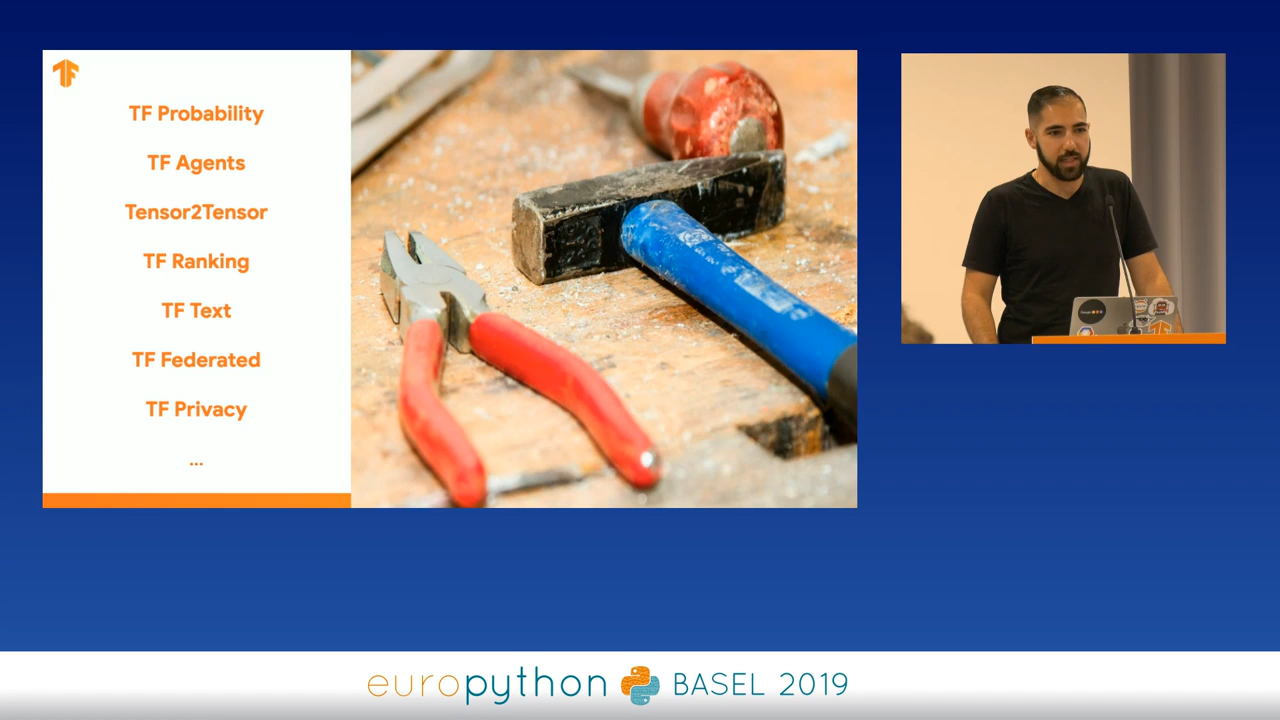 TF Probability
TF Agents
Tensor2Tensor
TF Ranking
TF Text
TF Federated
TF Privacy
...
europython BASEL 2019